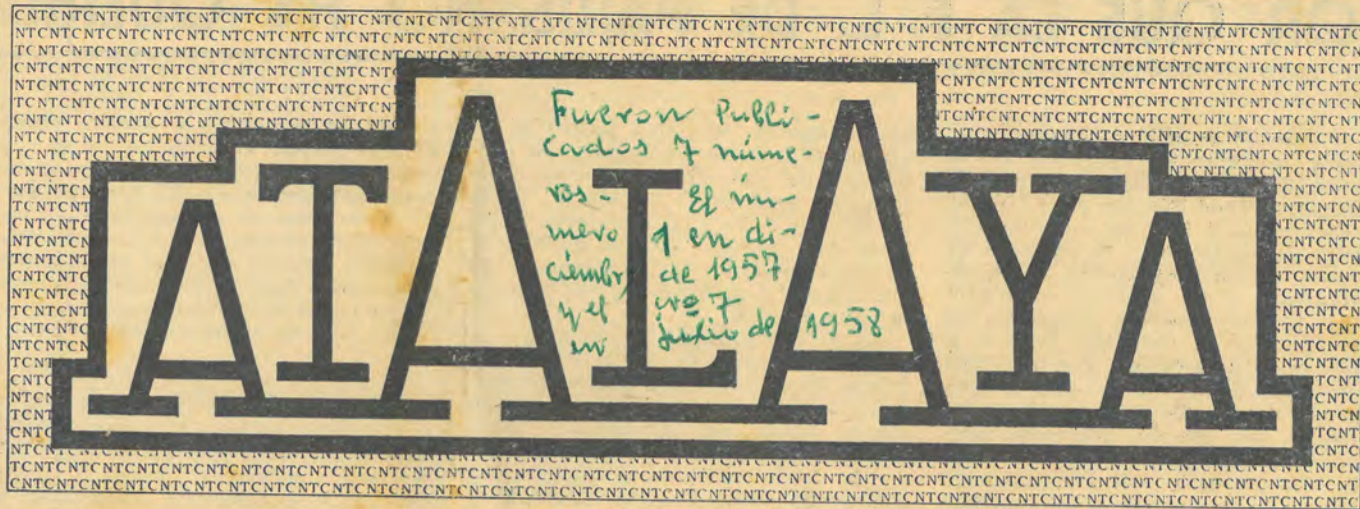 CNTCNTCNTCNTCNTCNTCNTCNTCNTCNTCNTCNTCNTCNTCNTCNTCNTCNTCNTCNTCNTCNTCNTCNTCNTCNTCNTCNTCNTCNTCNTCNTCNTCNTCNTCNTCNTCNTCNTCNTCNTCNTCNTCNTC
ATALAYA
Fueron Publi-
cados 7 núme-
ros - El nú-
mero 1 en di-
ciembre de 1957
y el nº 7
en julio de 1958